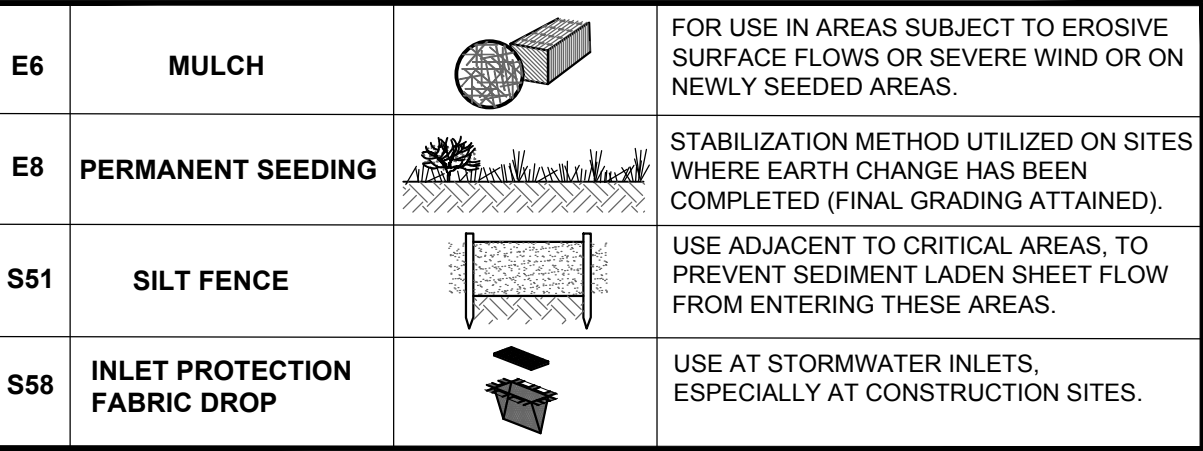 E6
MULCH
FOR USE IN AREAS SUBJECT TO EROSIVE
SURFACE FLOWS OR SEVERE WIND OR ON
NEWLY SEEDED AREAS.
E8
PERMANENT SEEDING
STABILIZATION METHOD UTILIZED ON SITES
WHERE EARTH CHANGE HAS BEEN
COMPLETED (FINAL GRADING ATTAINED).
S51
SILT FENCE
USE ADJACENT TO CRITICAL AREAS, TO
PREVENT SEDIMENT LADEN SHEET FLOW
FROM ENTERING THESE AREAS.
S58
INLET PROTECTION
FABRIC DROP
USE AT STORMWATER INLETS,
ESPECIALLY AT CONSTRUCTION SITES.